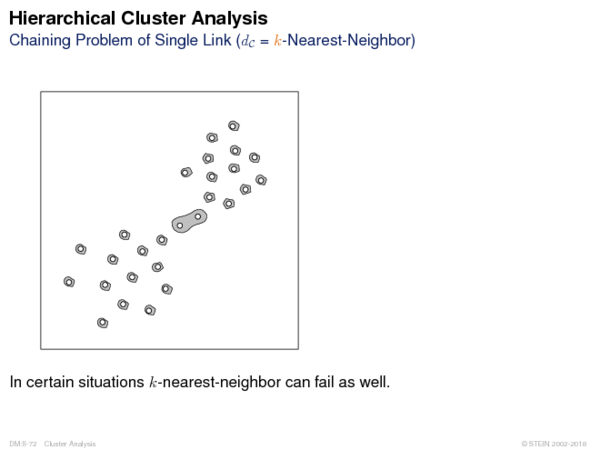 Hierarchical Cluster Analysis
Chaining Problem of Single Link (dC = k-Nearest-Neighbor)
In certain situations k-nearest-neighbor can fail as well.
DM:II-72 Cluster Analysis © STEIN 2002-2018